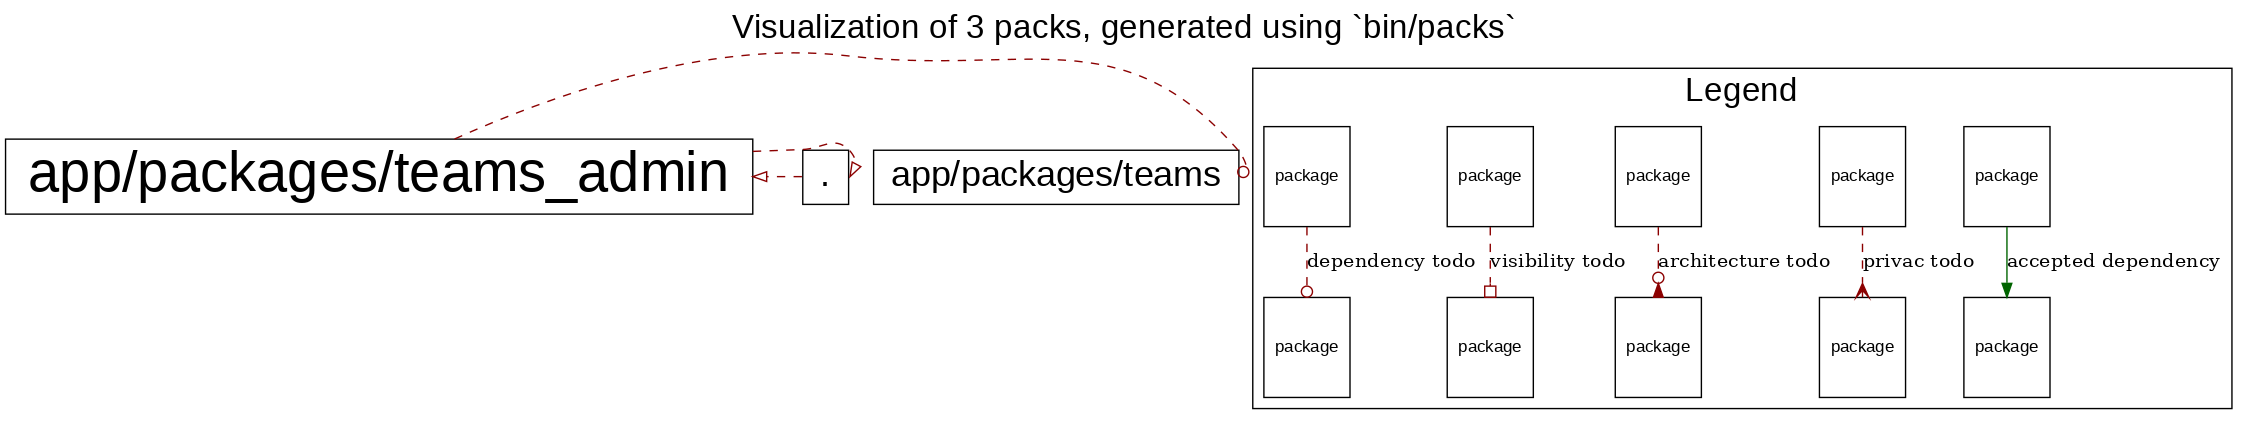 Visualization of 3 packs, generated using `bin/packs`
app/packages/teams_admin
.
app/packages/teams
Legend
package
package
package
package
package
dependency todo
visibility todo
architecture todo
privac todo
accepted dependency
package
package
package
package
package